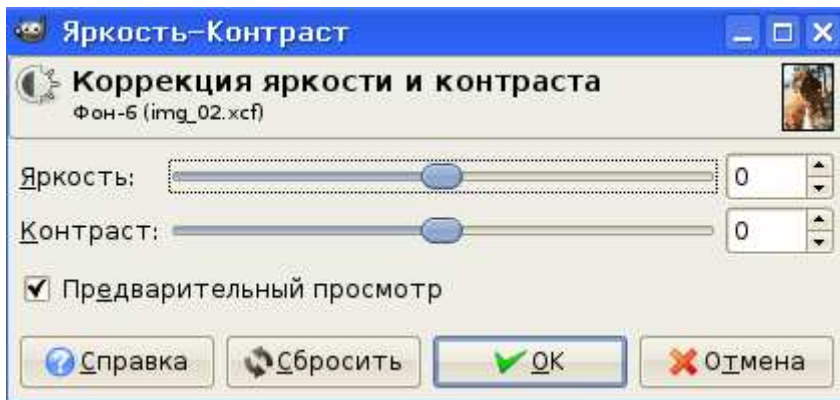 Яркость-Контраст
Коррекция яркости и контраста
Фон-6 (img_02.xcf)
Яркость: 0
Контраст: 0
Предварительный просмотр
Справка Сбросить OK Отмена